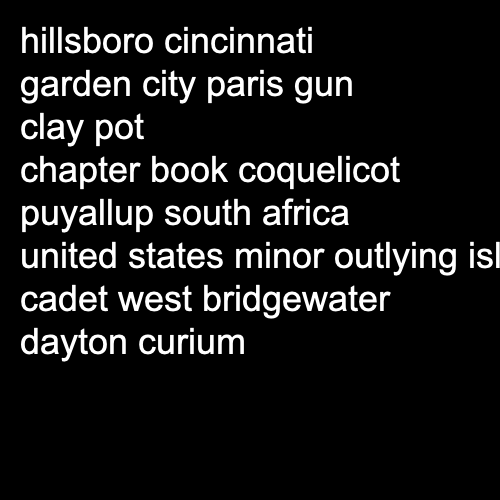 hillsboro cincinnati
garden city paris gun
clay pot
chapter book coquelicot
puyallup south africa
united states minor outlying
cadet west bridgewater
dayton curium